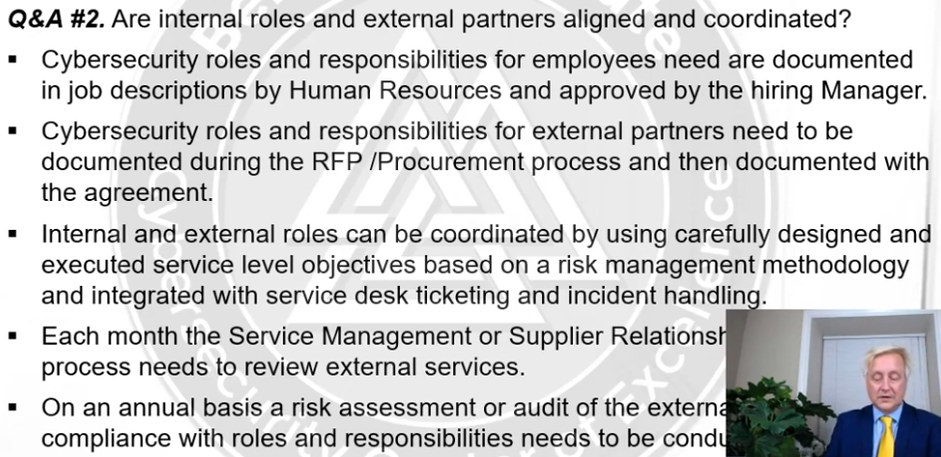 Q&A #2. Are internal roles and external partners aligned and coordinated?
▪ Cybersecurity roles and responsibilities for employees need are documented
in job descriptions by Human Resources and approved by the hiring Manager.
▪ Cybersecurity roles and responsibilities for external partners need to be
documented during the RFP /Procurement process and then documented with
the agreement.
▪ Internal and external roles can be coordinated by using carefully designed and
executed service level objectives based on a risk management methodology
and integrated with service desk ticketing and incident handling.
▪ Each month the Service Management or Supplier
process needs to review external services.
▪ On an annual basis a risk assessment or audit of the
compliance with roles and responsibilities needs to be